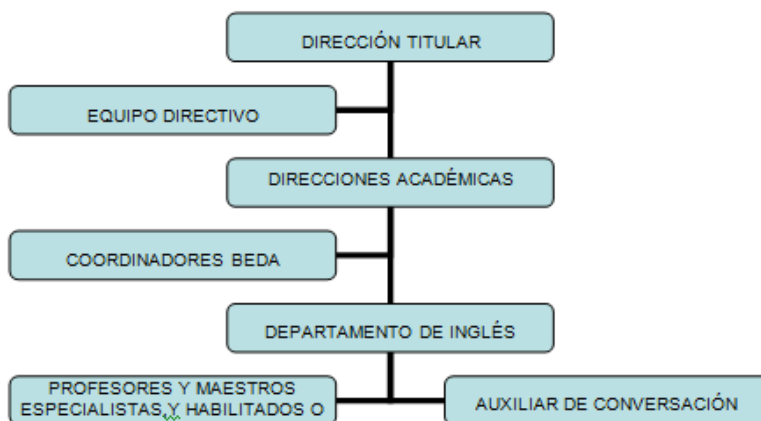 DIRECCIÓN TITULAR
EQUIPO DIRECTIVO
DIRECCIONES ACADÉMICAS
COORDINADORES BEDA
DEPARTAMENTO DE INGLÉS
PROFESORES Y MAESTROS
ESPECIALISTAS,Y HABILITADOS O
AUXILIAR DE CONVERSACIÓN